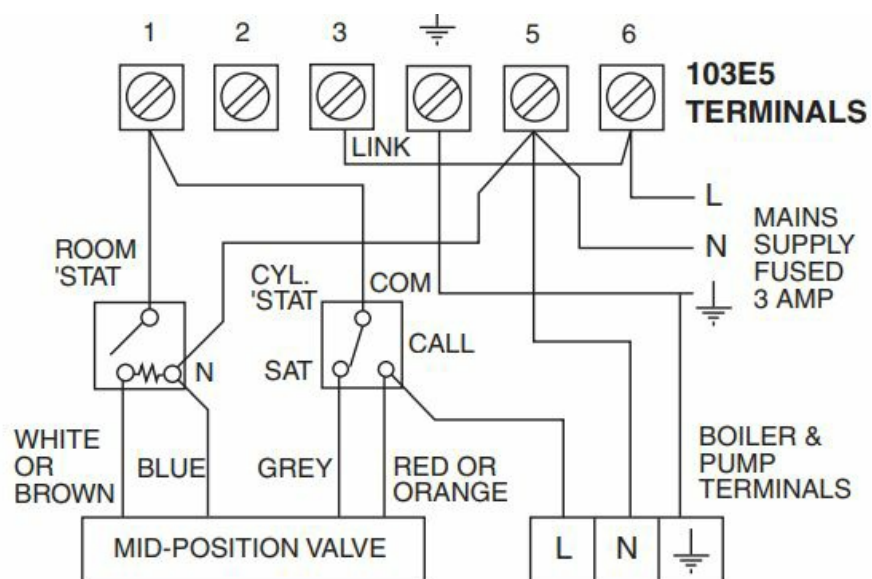 1 2 3 5 6
103E5
TERMINALS
LINK
L
N
MAINS
SUPPLY
FUSED
3 AMP
ROOM
'STAT
CYL.
'STAT
COM
N
SAT
CALL
WHITE
OR
BROWN
BLUE
GREY
RED OR
ORANGE
BOILER &
PUMP
TERMINALS
MID-POSITION VALVE
L N